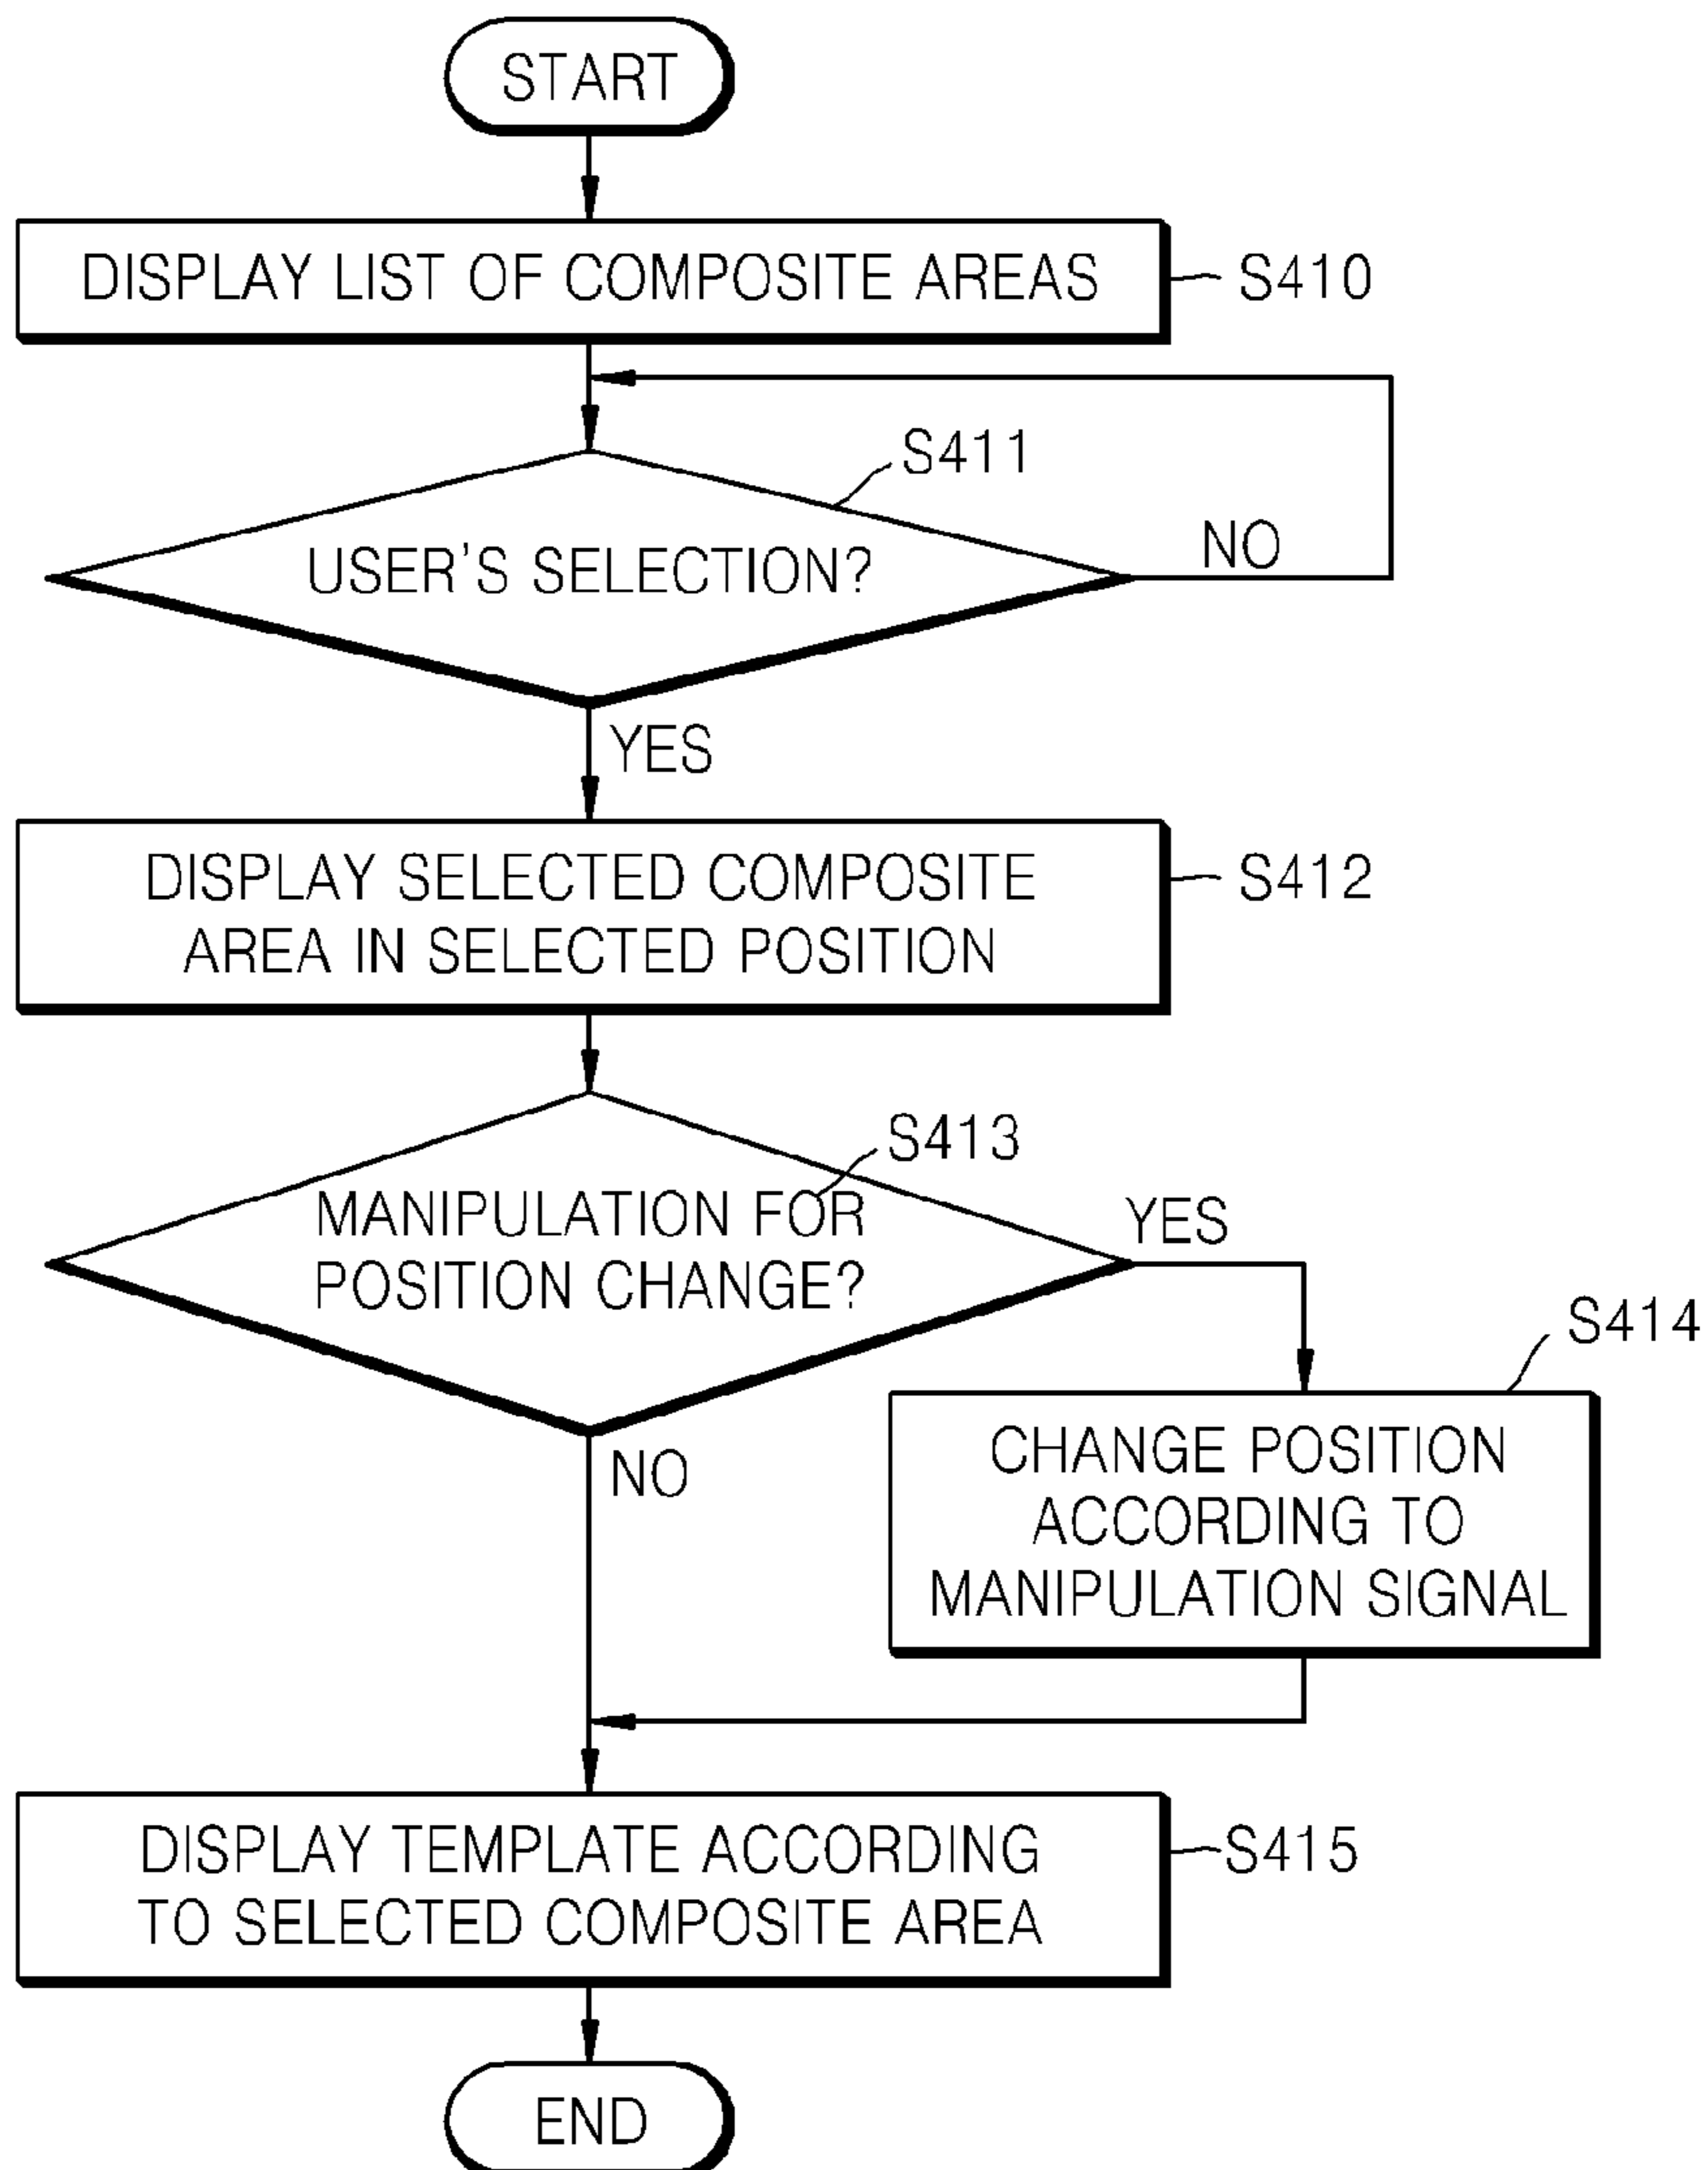 START
DISPLAY LIST OF COMPOSITE AREAS
S410
S411
USER'S SELECTION?
NO
YES
DISPLAY SELECTED COMPOSITE
AREA IN SELECTED POSITION
S412
S413
MANIPULATION FOR
POSITION CHANGE?
YES
NO
S414
CHANGE POSITION
ACCORDING TO
MANIPULATION SIGNAL
DISPLAY TEMPLATE ACCORDING
TO SELECTED COMPOSITE AREA
S415
END